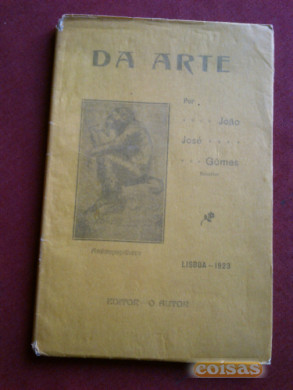 DA ARTE
Por
João
José
Gomes
LISBOA - 1923
EDITOR - O AUTOR
coisas